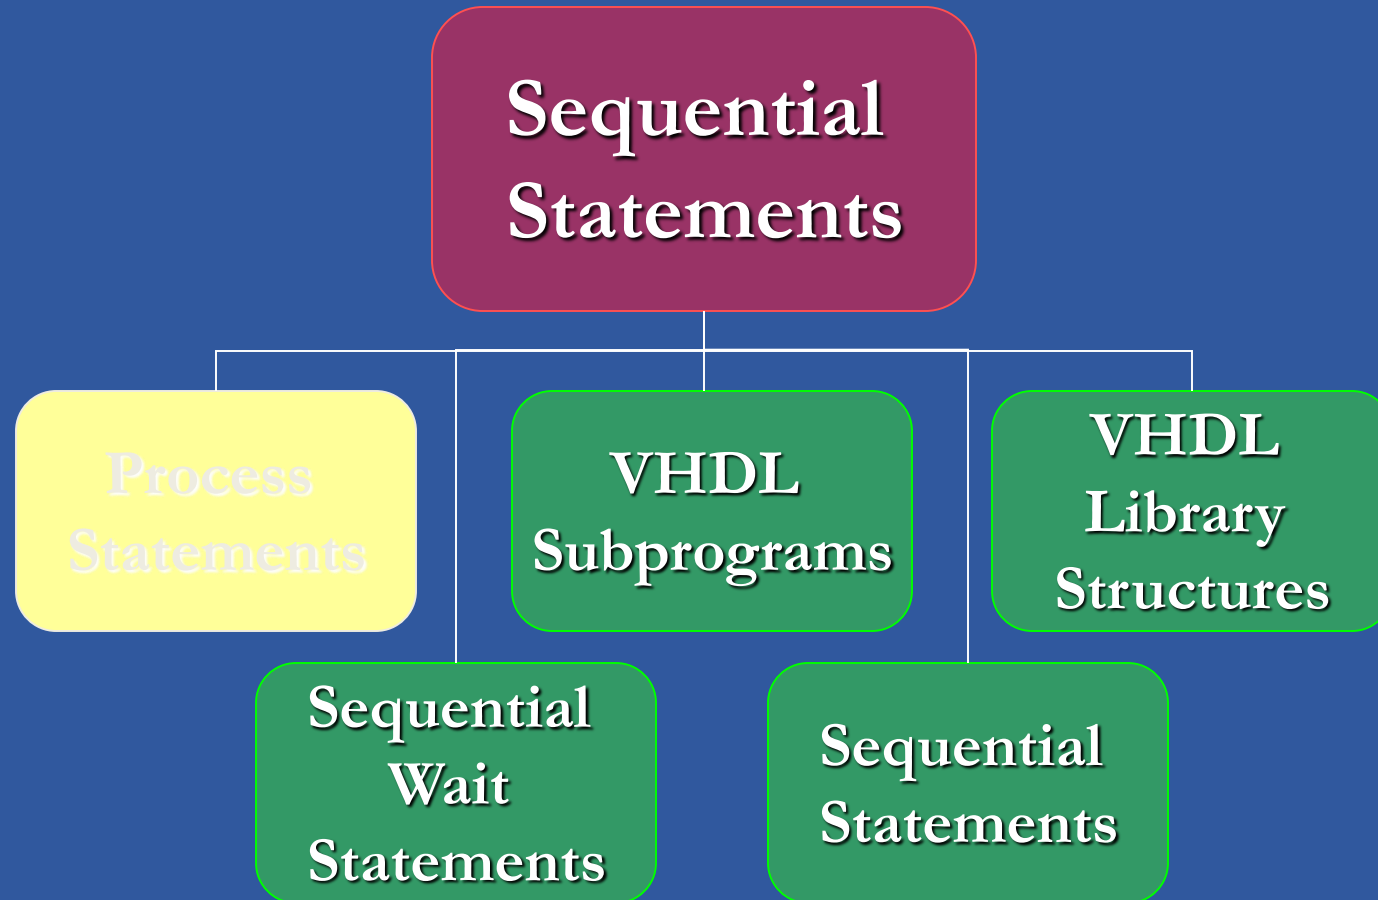 Sequential
Statements
Process
Statements
VHDL
Subprograms
VHDL
Library
Structures
Sequential
Wait
Statements
Sequential
Statements